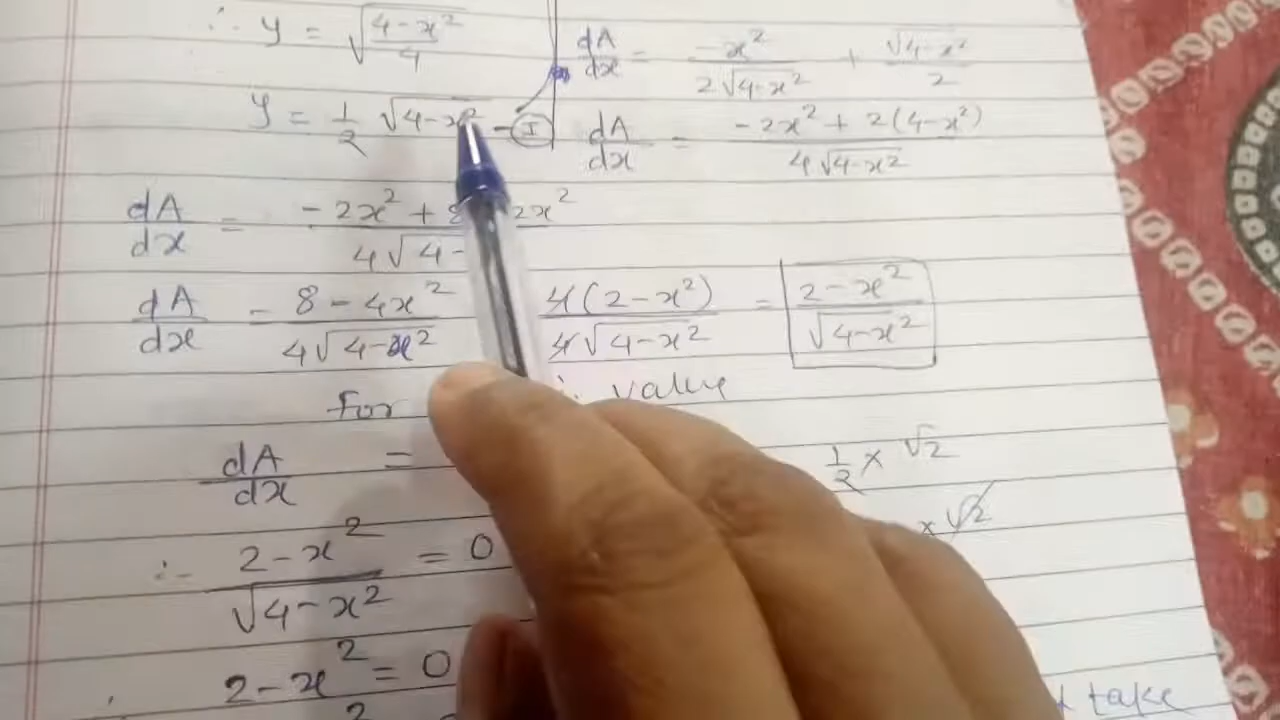 ∴ y = √((4-x²)/4)
y = 1/2 √(4-x²) - I
dA/dx = -x²/(2√(4-x²)) + √(4-x²)/2
dA/dx = (-2x² + 2(4-x²))/(4√(4-x²))
dA/dx = -2x² + 8 2x² / 4√4-
dA/dx = (8-4x²)/(4√(4-x²)) 4(2-x²)/(4√(4-x²)) = (2-x²)/√(4-x²)
For value
dA/dx =
1/2 × √2
× √2
∴ (2-x²)/√(4-x²) = 0
∴ 2-x² = 0
take
2